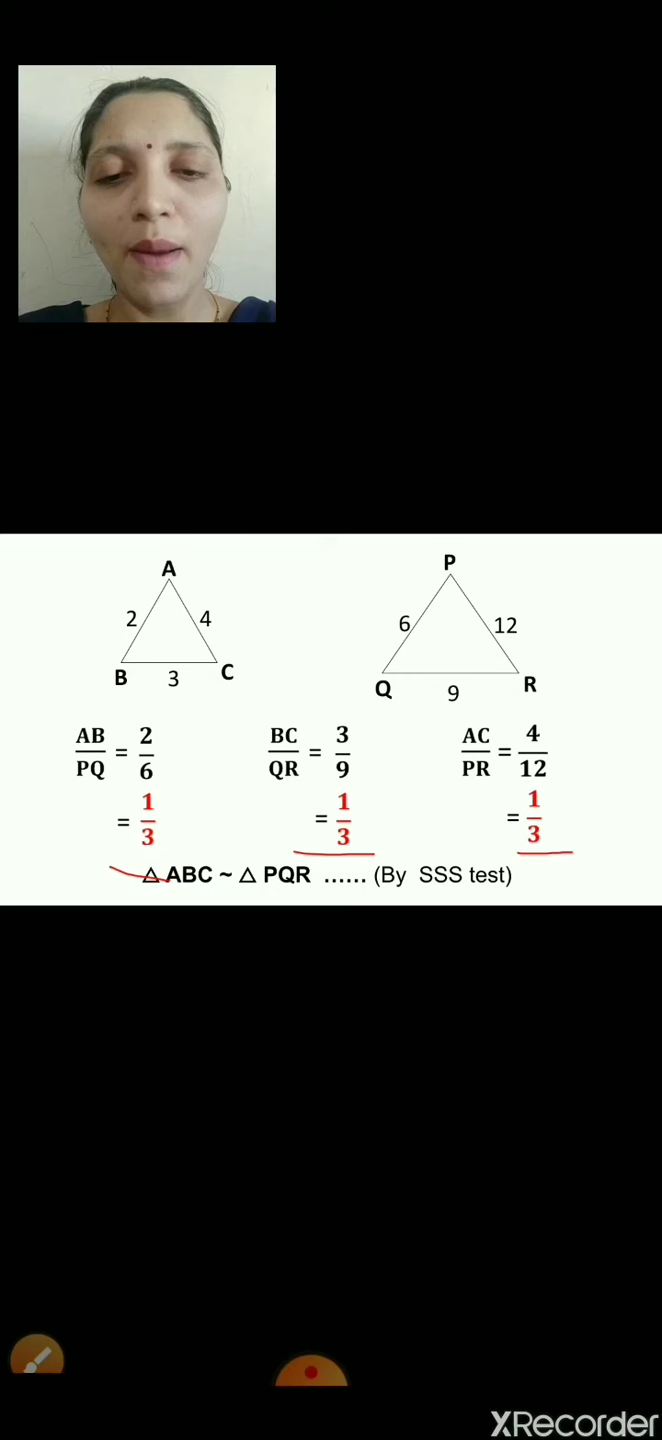 A
P
2
4
6
12
B
3
C
Q
9
R
AB/PQ = 2/6
BC/QR = 3/9
AC/PR = 4/12
= 1/3
= 1/3
= 1/3
△ ABC ~ △ PQR ...... (By SSS test)
XRecorder